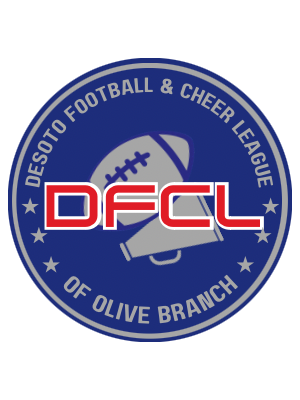 DESOTO FOOTBALL & CHEER LEAGUE
DFCL
OF OLIVE BRANCH